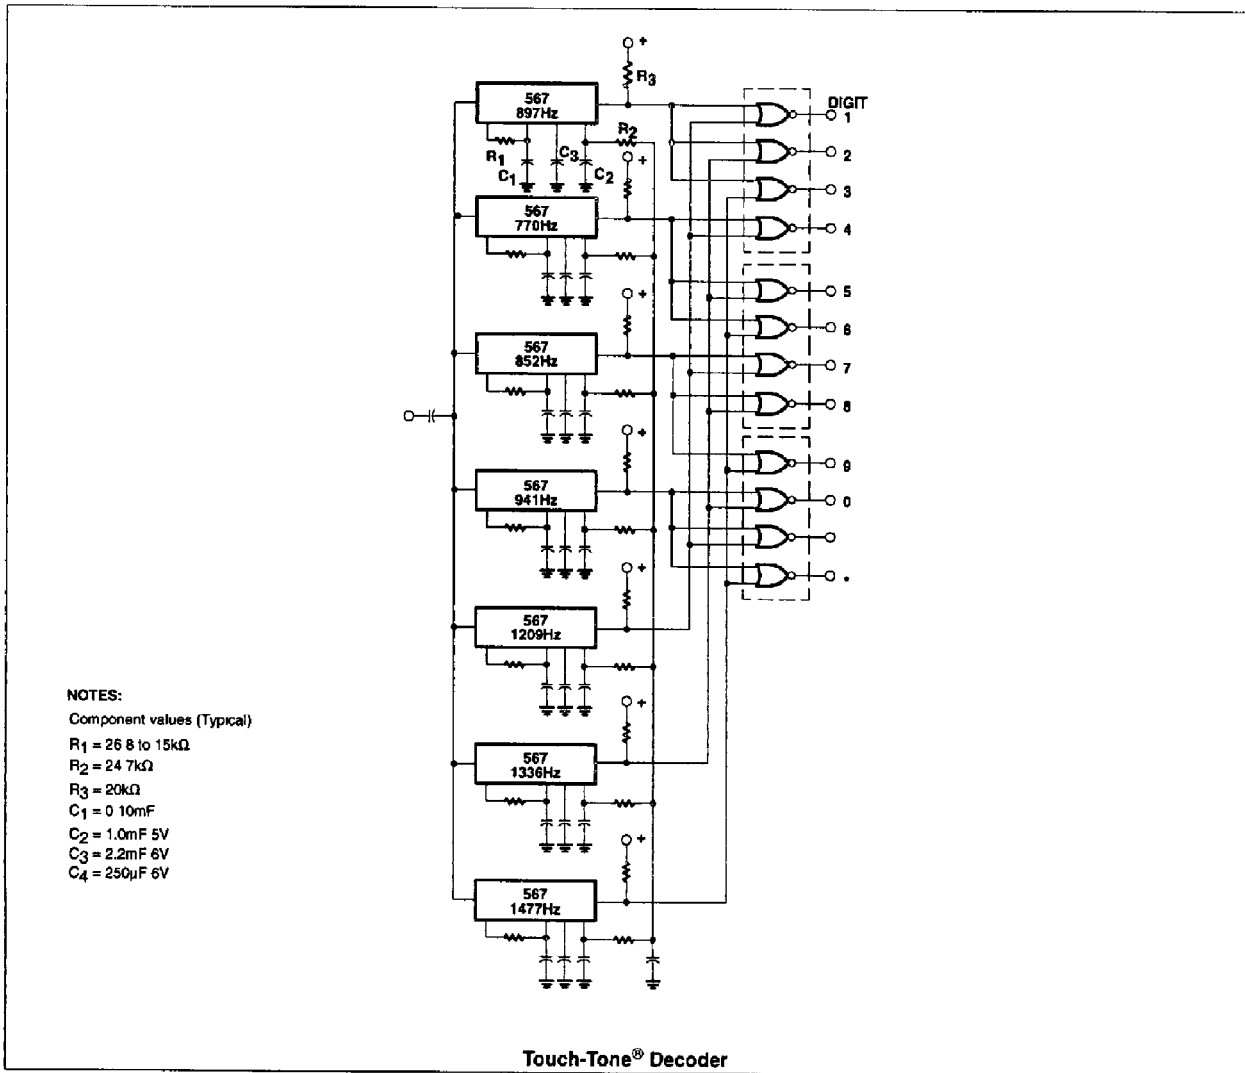 +
R3
567
897Hz
DIGIT
1
R2
R1
C3
+
2
C1
C2
3
567
770Hz
4
+
5
6
567
852Hz
7
8
+
9
567
941Hz
0
+
*
567
1209Hz
NOTES:
Component values (Typical)
+
R1 = 26 8 to 15kΩ
R2 = 24 7kΩ
567
1336Hz
R3 = 20kΩ
C1 = 0 10mF
C2 = 1.0mF 5V
+
C3 = 2.2mF 6V
C4 = 250µF 6V
567
1477Hz
Touch-Tone® Decoder